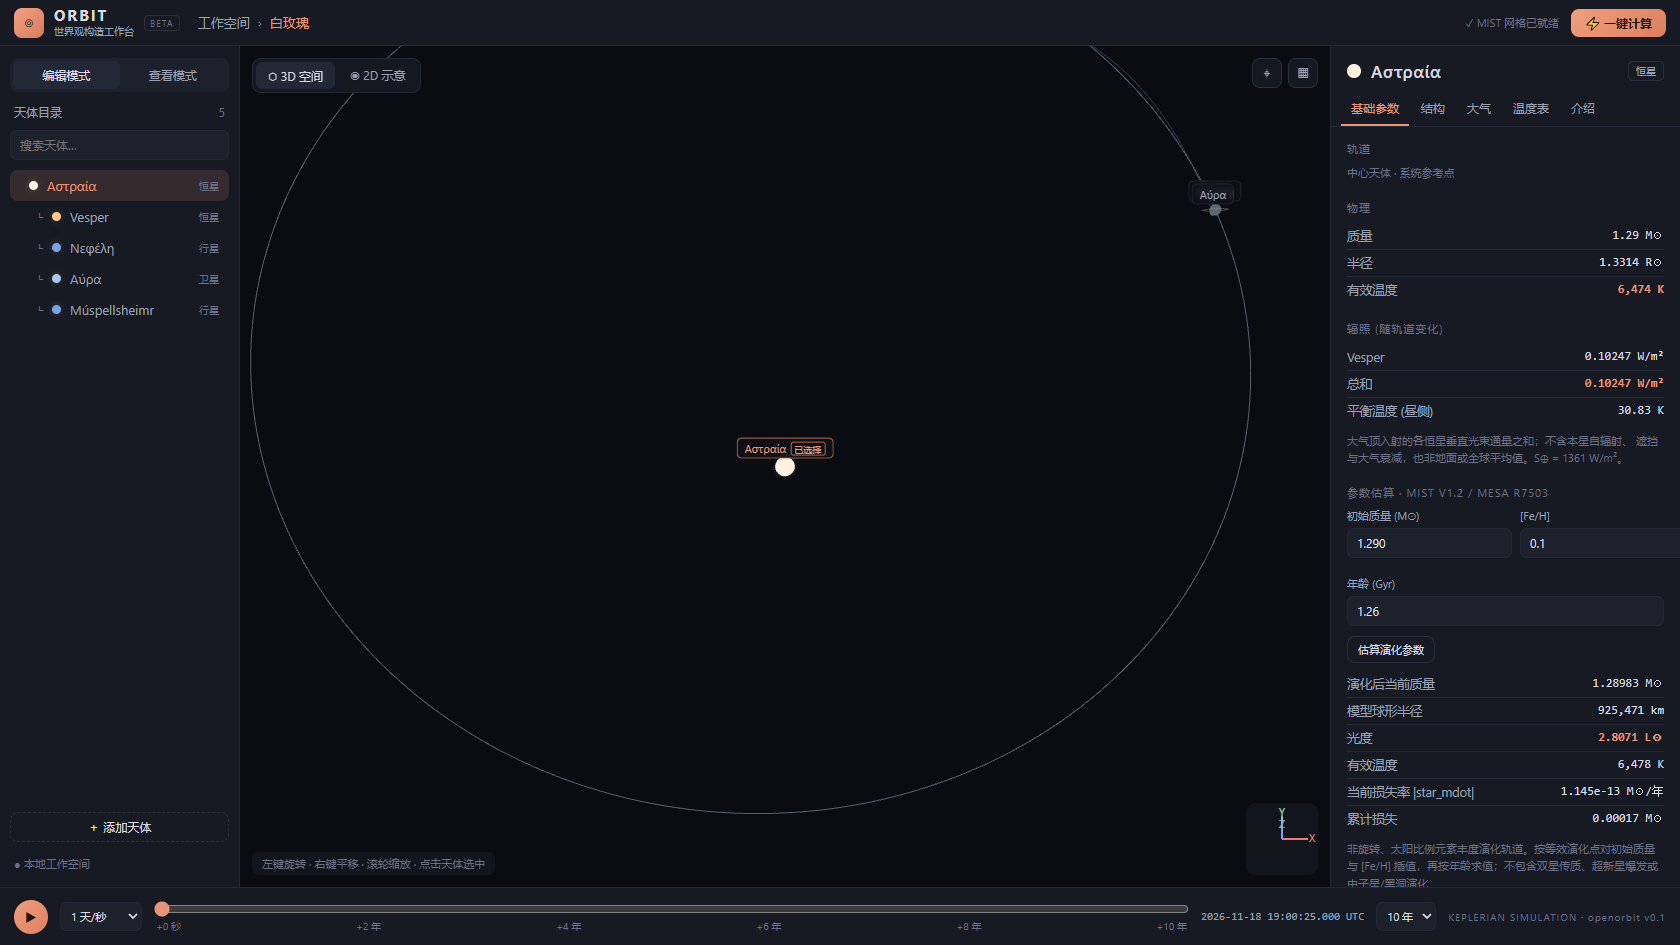 ORBIT
世界观构造工作台
BETA
工作空间 › 白玫瑰
✓ MIST 网格已就绪
⚡ 一键计算
编辑模式
查看模式
天体目录
5
搜索天体...
Αστραία 恒星
Vesper 恒星
Νεφέλη 行星
Αύρα 卫星
Múspellsheimr 行星
+ 添加天体
本地工作空间
3D 空间
2D 示意
Αύρα
Αστραία 已选择
左键旋转 · 右键平移 · 滚轮缩放 · 点击天体选中
Y
Z
X
Αστραία
恒星
基础参数
结构
大气
温度表
介绍
轨道
中心天体 · 系统参考点
物理
质量 1.29 M⊙
半径 1.3314 R⊙
有效温度 6,474 K
辐照 (随轨道变化)
Vesper 0.10247 W/m²
总和 0.10247 W/m²
平衡温度 (昼侧) 30.83 K
大气顶入射的各恒星垂直光束通量之和；不含本星自辐射、遮挡
与大气衰减，也非地面或全球平均值。S⊕ = 1361 W/m²。
参数估算 · MIST V1.2 / MESA R7503
初始质量 (M⊙)
[Fe/H]
1.290
0.1
年龄 (Gyr)
1.26
估算演化参数
演化后当前质量 1.28983 M⊙
模型球形半径 925,471 km
光度 2.8071 L⊙
有效温度 6,478 K
当前损失率 |star_mdot| 1.145e-13 M⊙/年
累计损失 0.00017 M⊙
非旋转、太阳比例元素丰度演化轨道。按等效演化点对初始质量
与 [Fe/H] 插值，再按年龄求值；不包含双星传质、超新星爆发或
中子星/黑洞演化
1 天/秒
+0 秒
+2 年
+4 年
+6 年
+8 年
+10 年
2026-11-18 19:00:25.000 UTC
10 年
KEPLERIAN SIMULATION · openorbit v0.1